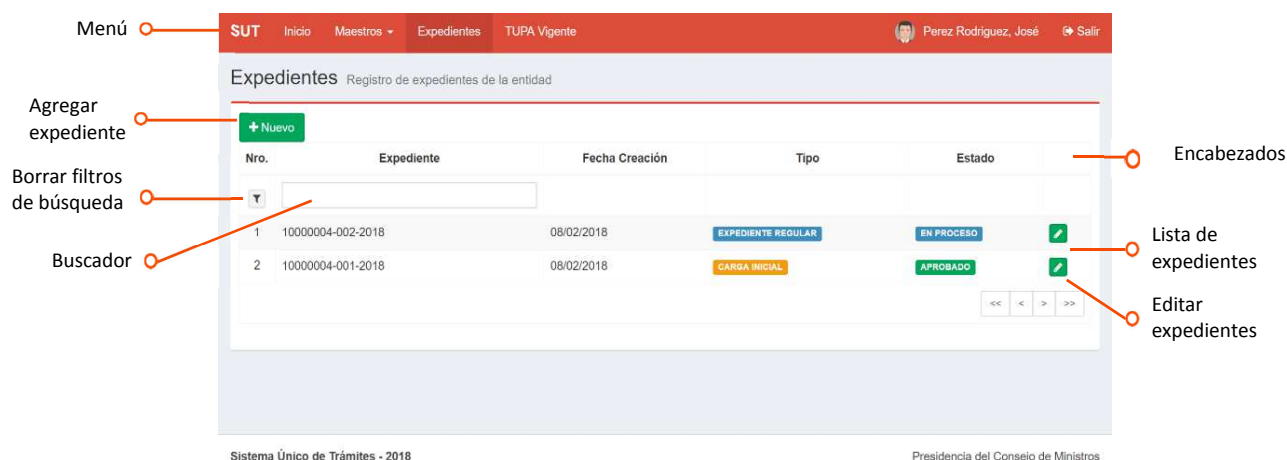 Menú
SUT Inicio Maestros Expedientes TUPA Vigente Perez Rodriguez, José Salir
Expedientes Registro de expedientes de la entidad
Agregar
expediente
+ Nuevo
Nro. Expediente Fecha Creación Tipo Estado
Encabezados
Borrar filtros
de búsqueda
1 10000004-002-2018 08/02/2018 EXPEDIENTE REGULAR EN PROCESO
Lista de
expedientes
Buscador
2 10000004-001-2018 08/02/2018 CARGA INICIAL APROBADO
<< < > >>
Editar
expedientes
Sistema Único de Trámites - 2018 Presidencia del Consejo de Ministros